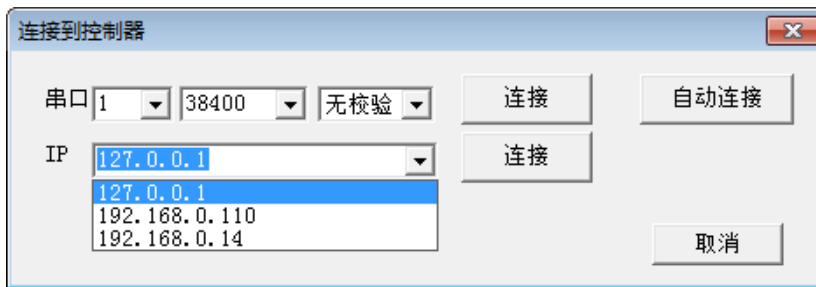 连接到控制器
串口 1 38400 无校验 连接 自动连接
IP 127.0.0.1 连接
127.0.0.1
192.168.0.110
192.168.0.14
取消